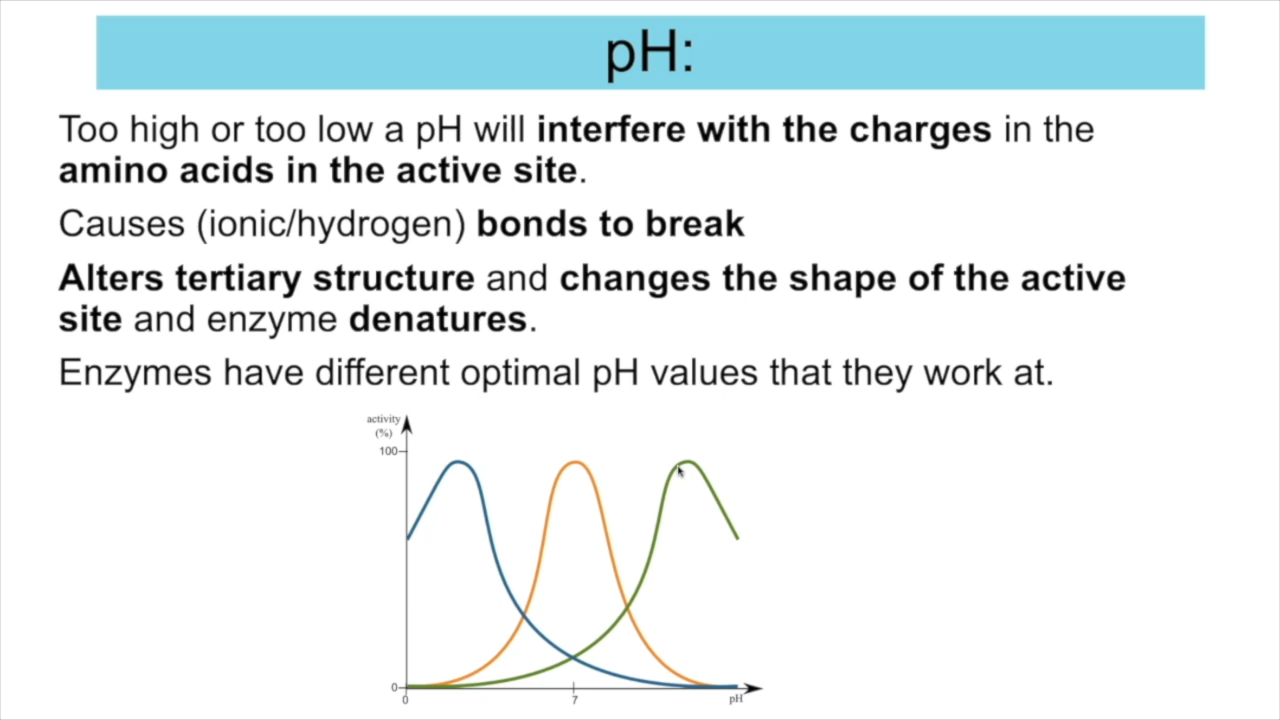 pH:
Too high or too low a pH will interfere with the charges in the
amino acids in the active site.
Causes (ionic/hydrogen) bonds to break
Alters tertiary structure and changes the shape of the active
site and enzyme denatures.
Enzymes have different optimal pH values that they work at.
activity
(%)
100
0
0
7
pH